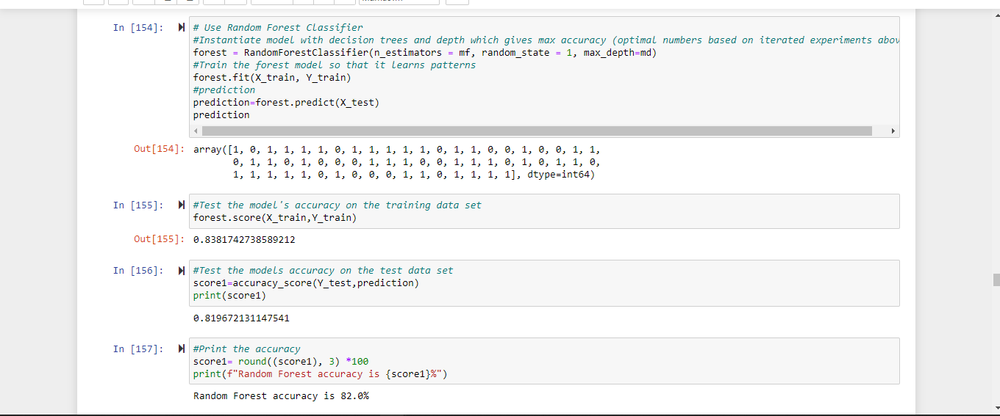 In [154]:
# Use Random Forest Classifier
#Instantiate model with decision trees and depth which gives max accuracy (optimal numbers based on iterated experiments
forest = RandomForestClassifier(n_estimators = mf, random_state = 1, max_depth=md)
#Train the forest model so that it learns patterns
forest.fit(X_train, Y_train)
#prediction
prediction=forest.predict(X_test)
prediction
Out[154]:
array([1, 0, 1, 1, 1, 1, 0, 1, 1, 1, 1, 1, 0, 1, 1, 0, 0, 1, 0, 0, 1, 1,
0, 1, 1, 0, 1, 0, 0, 0, 1, 1, 1, 0, 0, 1, 1, 1, 0, 1, 0, 1, 1, 0,
1, 1, 1, 1, 1, 0, 1, 0, 0, 0, 1, 1, 0, 1, 1, 1, 1], dtype=int64)
In [155]:
#Test the model's accuracy on the training data set
forest.score(X_train,Y_train)
Out[155]:
0.8381742738589212
In [156]:
#Test the models accuracy on the test data set
score1=accuracy_score(Y_test,prediction)
print(score1)
0.819672131147541
In [157]:
#Print the accuracy
score1= round((score1), 3) *100
print(f"Random Forest accuracy is {score1}%")
Random Forest accuracy is 82.0%